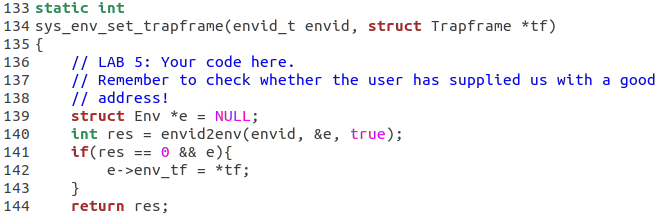 133 static int
134 sys_env_set_trapframe(envid_t envid, struct Trapframe *tf)
135 {
136     // LAB 5: Your code here.
137     // Remember to check whether the user has supplied us with a good
138     // address!
139     struct Env *e = NULL;
140     int res = envid2env(envid, &e, true);
141     if(res == 0 && e){
142         e->env_tf = *tf;
143     }
144     return res;